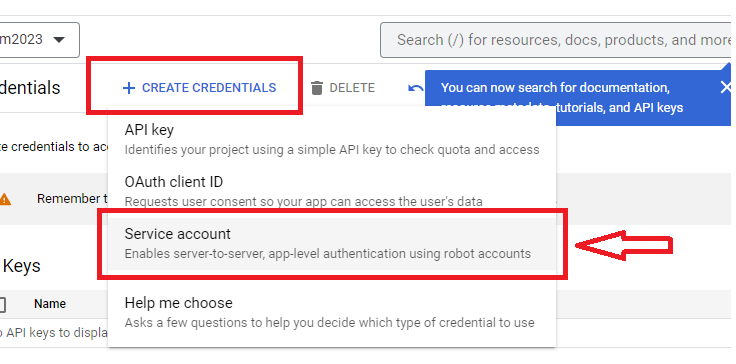 m2023
Search (/) for resources, docs, products, and more
dentials
+ CREATE CREDENTIALS
DELETE
You can now search for documentation,
resource metadata, tutorials, and API keys
API key
Identifies your project using a simple API key to check quota and access
te credentials to acc
OAuth client ID
Requests user consent so your app can access the user's data
Remember t
Service account
Enables server-to-server, app-level authentication using robot accounts
Keys
Name
Help me choose
Asks a few questions to help you decide which type of credential to use
API keys to displa